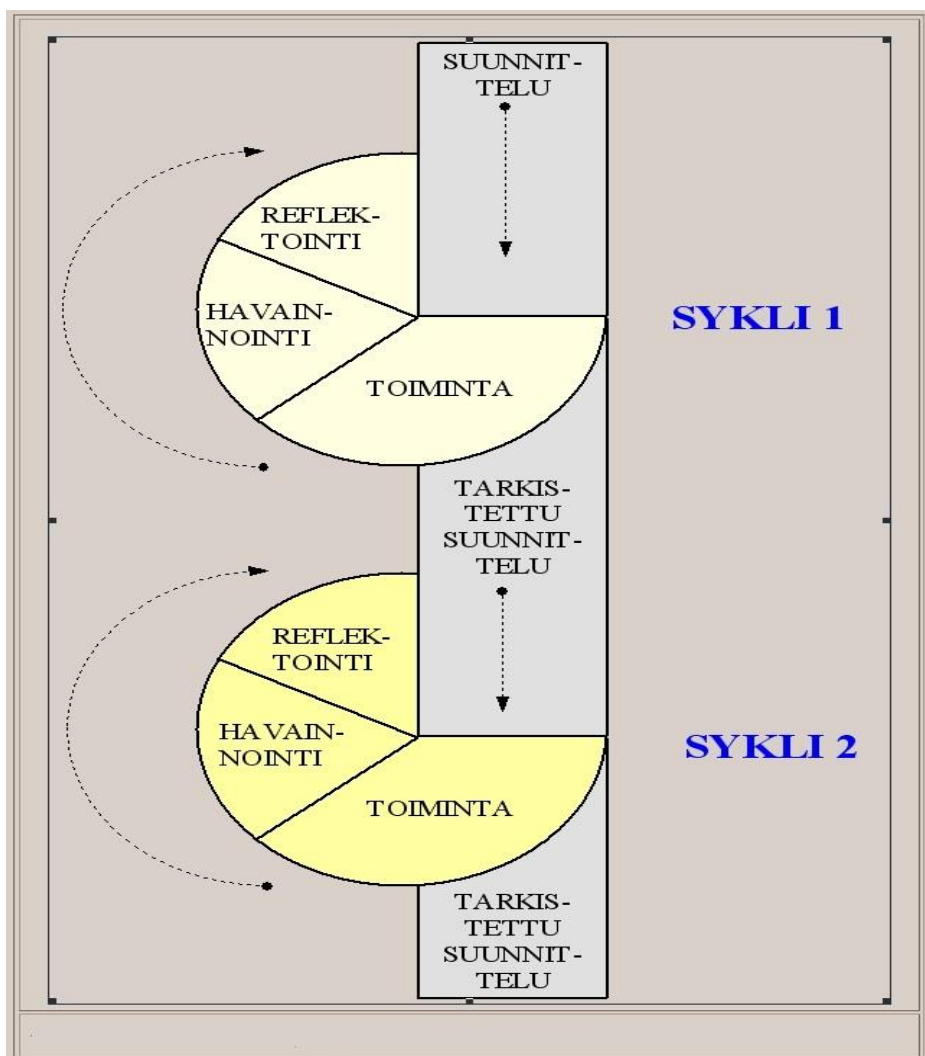 SUUNNIT-
TELU
REFLEK-
TOINTI
HAVAIN-
NOINTI
SYKLI 1
TOIMINTA
TARKIS-
TETTU
SUUNNIT-
TELU
REFLEK-
TOINTI
HAVAIN-
NOINTI
SYKLI 2
TOIMINTA
TARKIS-
TETTU
SUUNNIT-
TELU